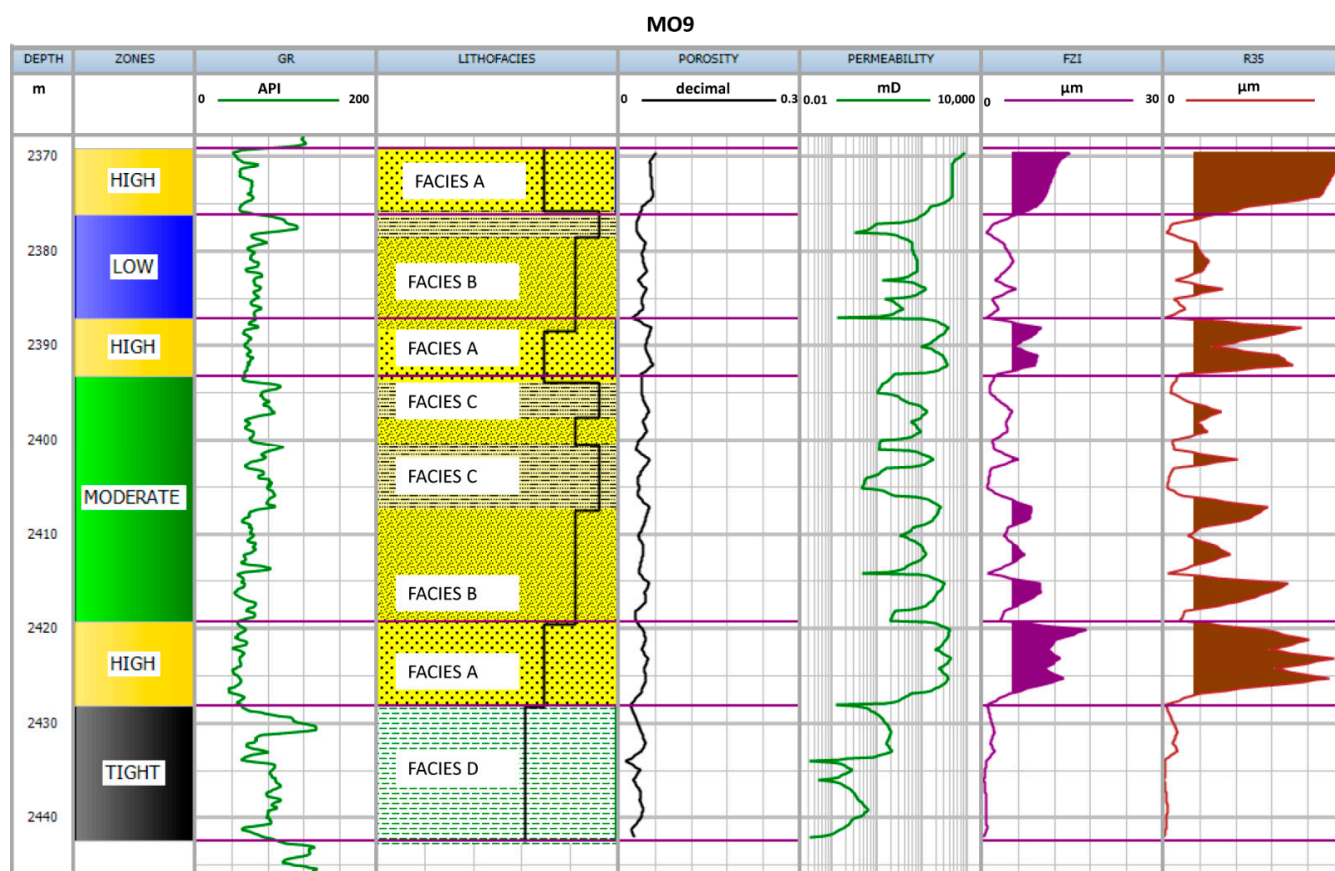 MO9
DEPTH ZONES GR LITHOFACIES POROSITY PERMEABILITY FZI R35
m API decimal mD μm μm
0 200 0 0.3 0.01 10,000 0 30 0
2370
HIGH FACIES A
2380
LOW FACIES B
2390
HIGH FACIES A
FACIES C
2400
FACIES C
MODERATE
2410
FACIES B
2420
HIGH FACIES A
2430
TIGHT FACIES D
2440